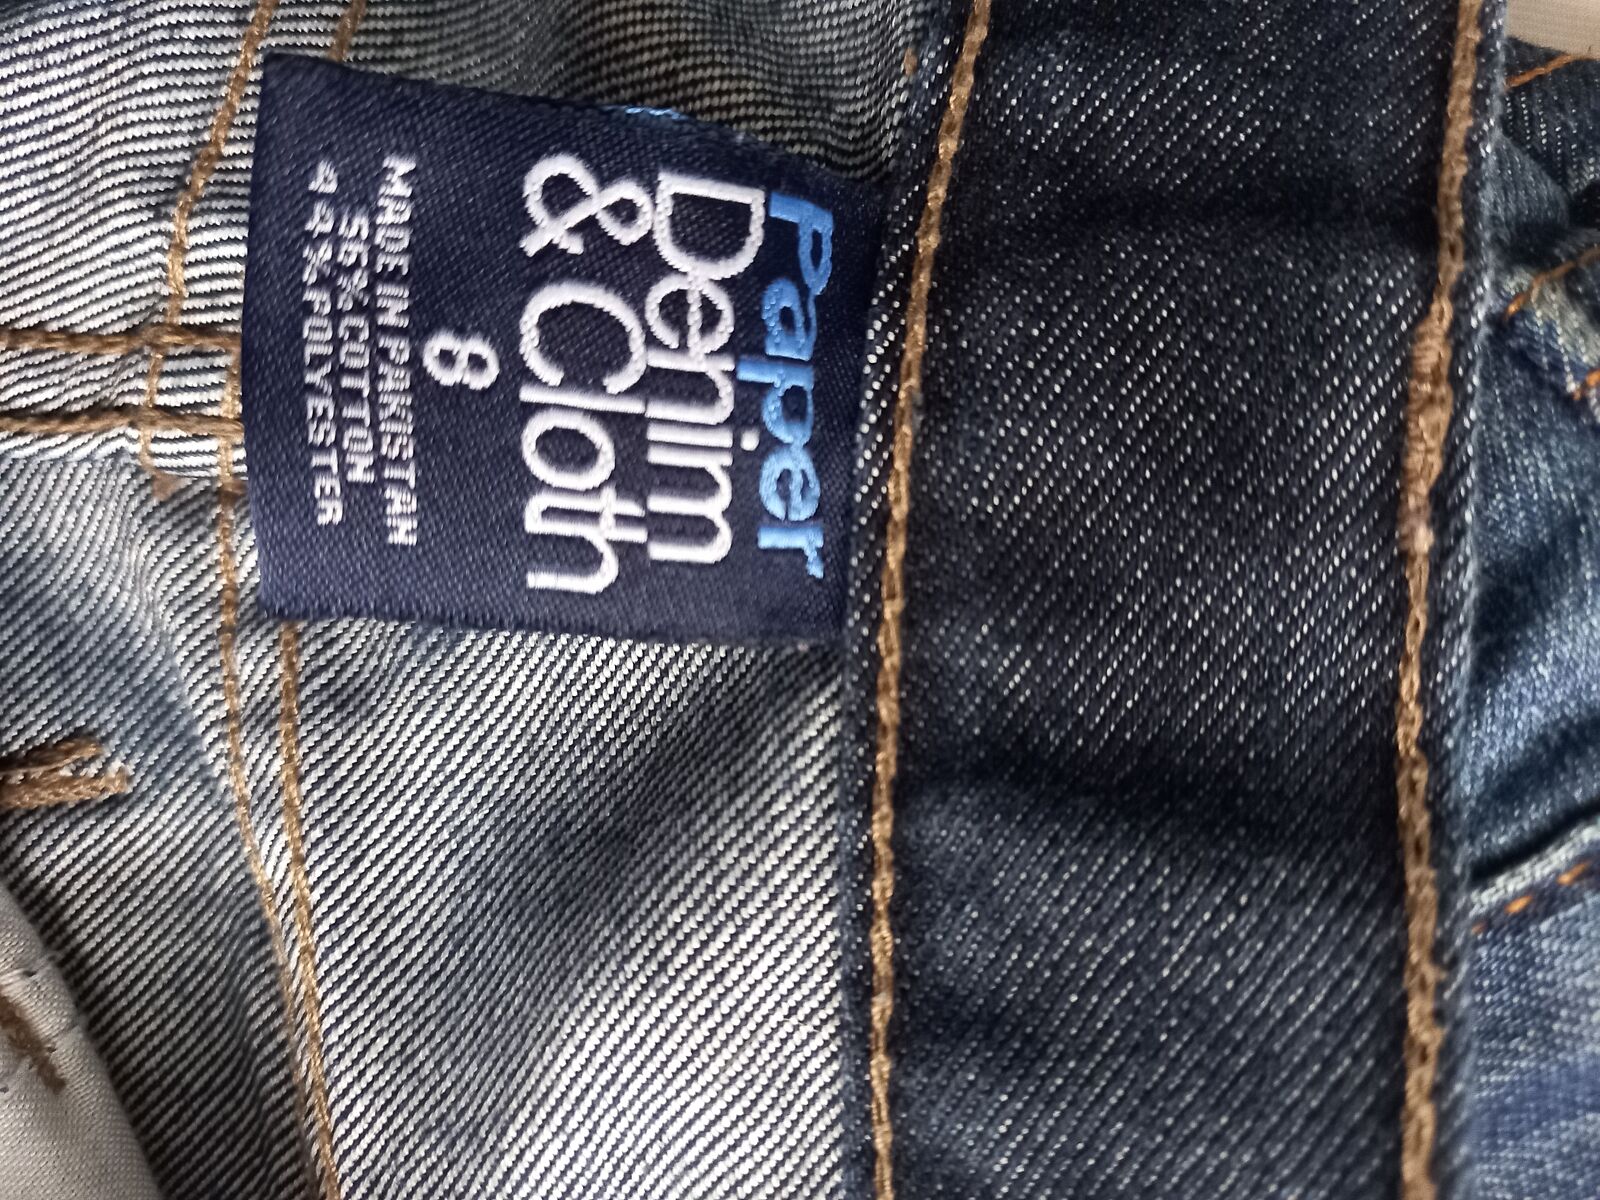 Paper
Denim
& Cloth
8
MADE IN PAKISTAN
56% COTTON
44% POLYESTER